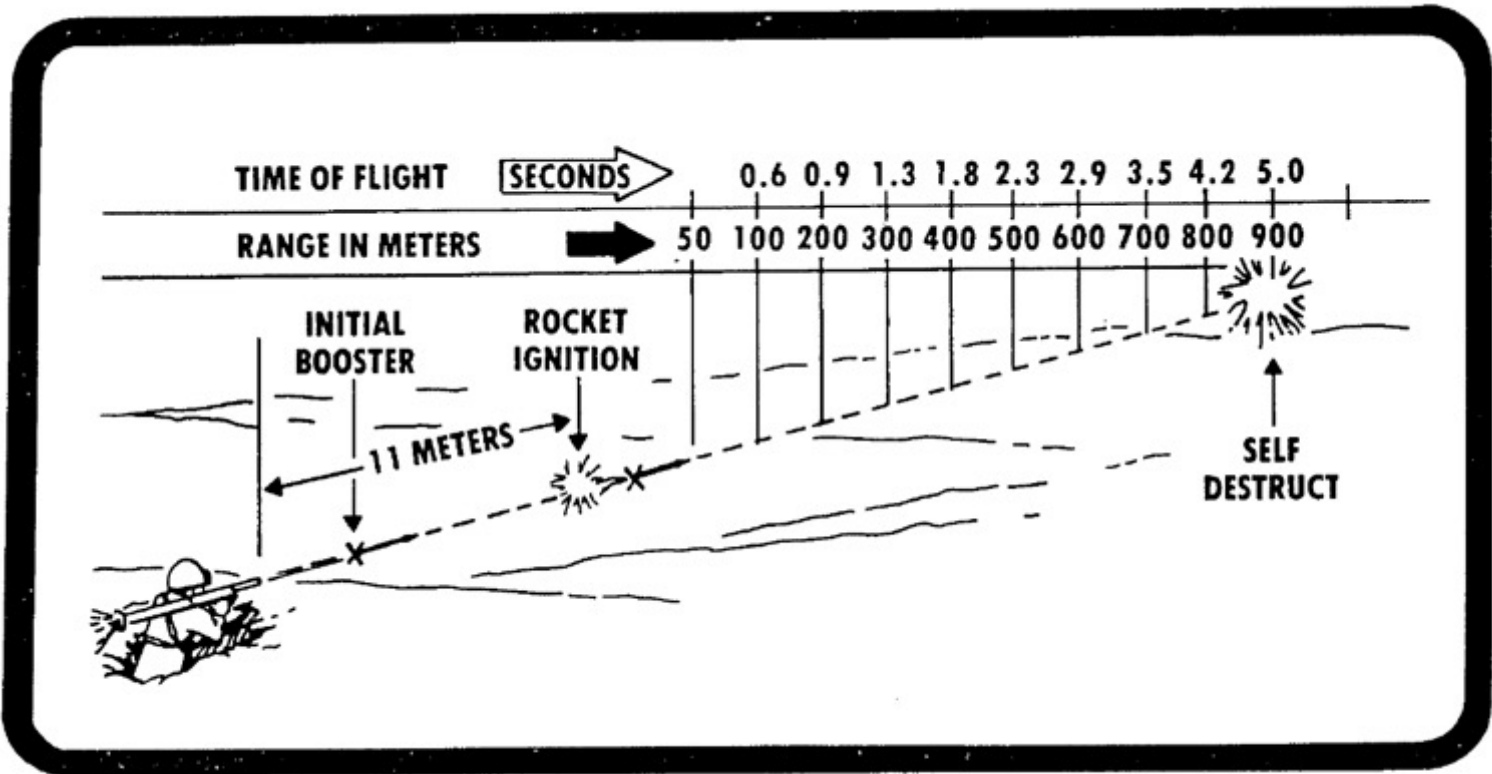 TIME OF FLIGHT SECONDS 0.6 0.9 1.3 1.8 2.3 2.9 3.5 4.2 5.0
RANGE IN METERS 50 100 200 300 400 500 600 700 800 900
INITIAL
BOOSTER
ROCKET
IGNITION
11 METERS
SELF
DESTRUCT